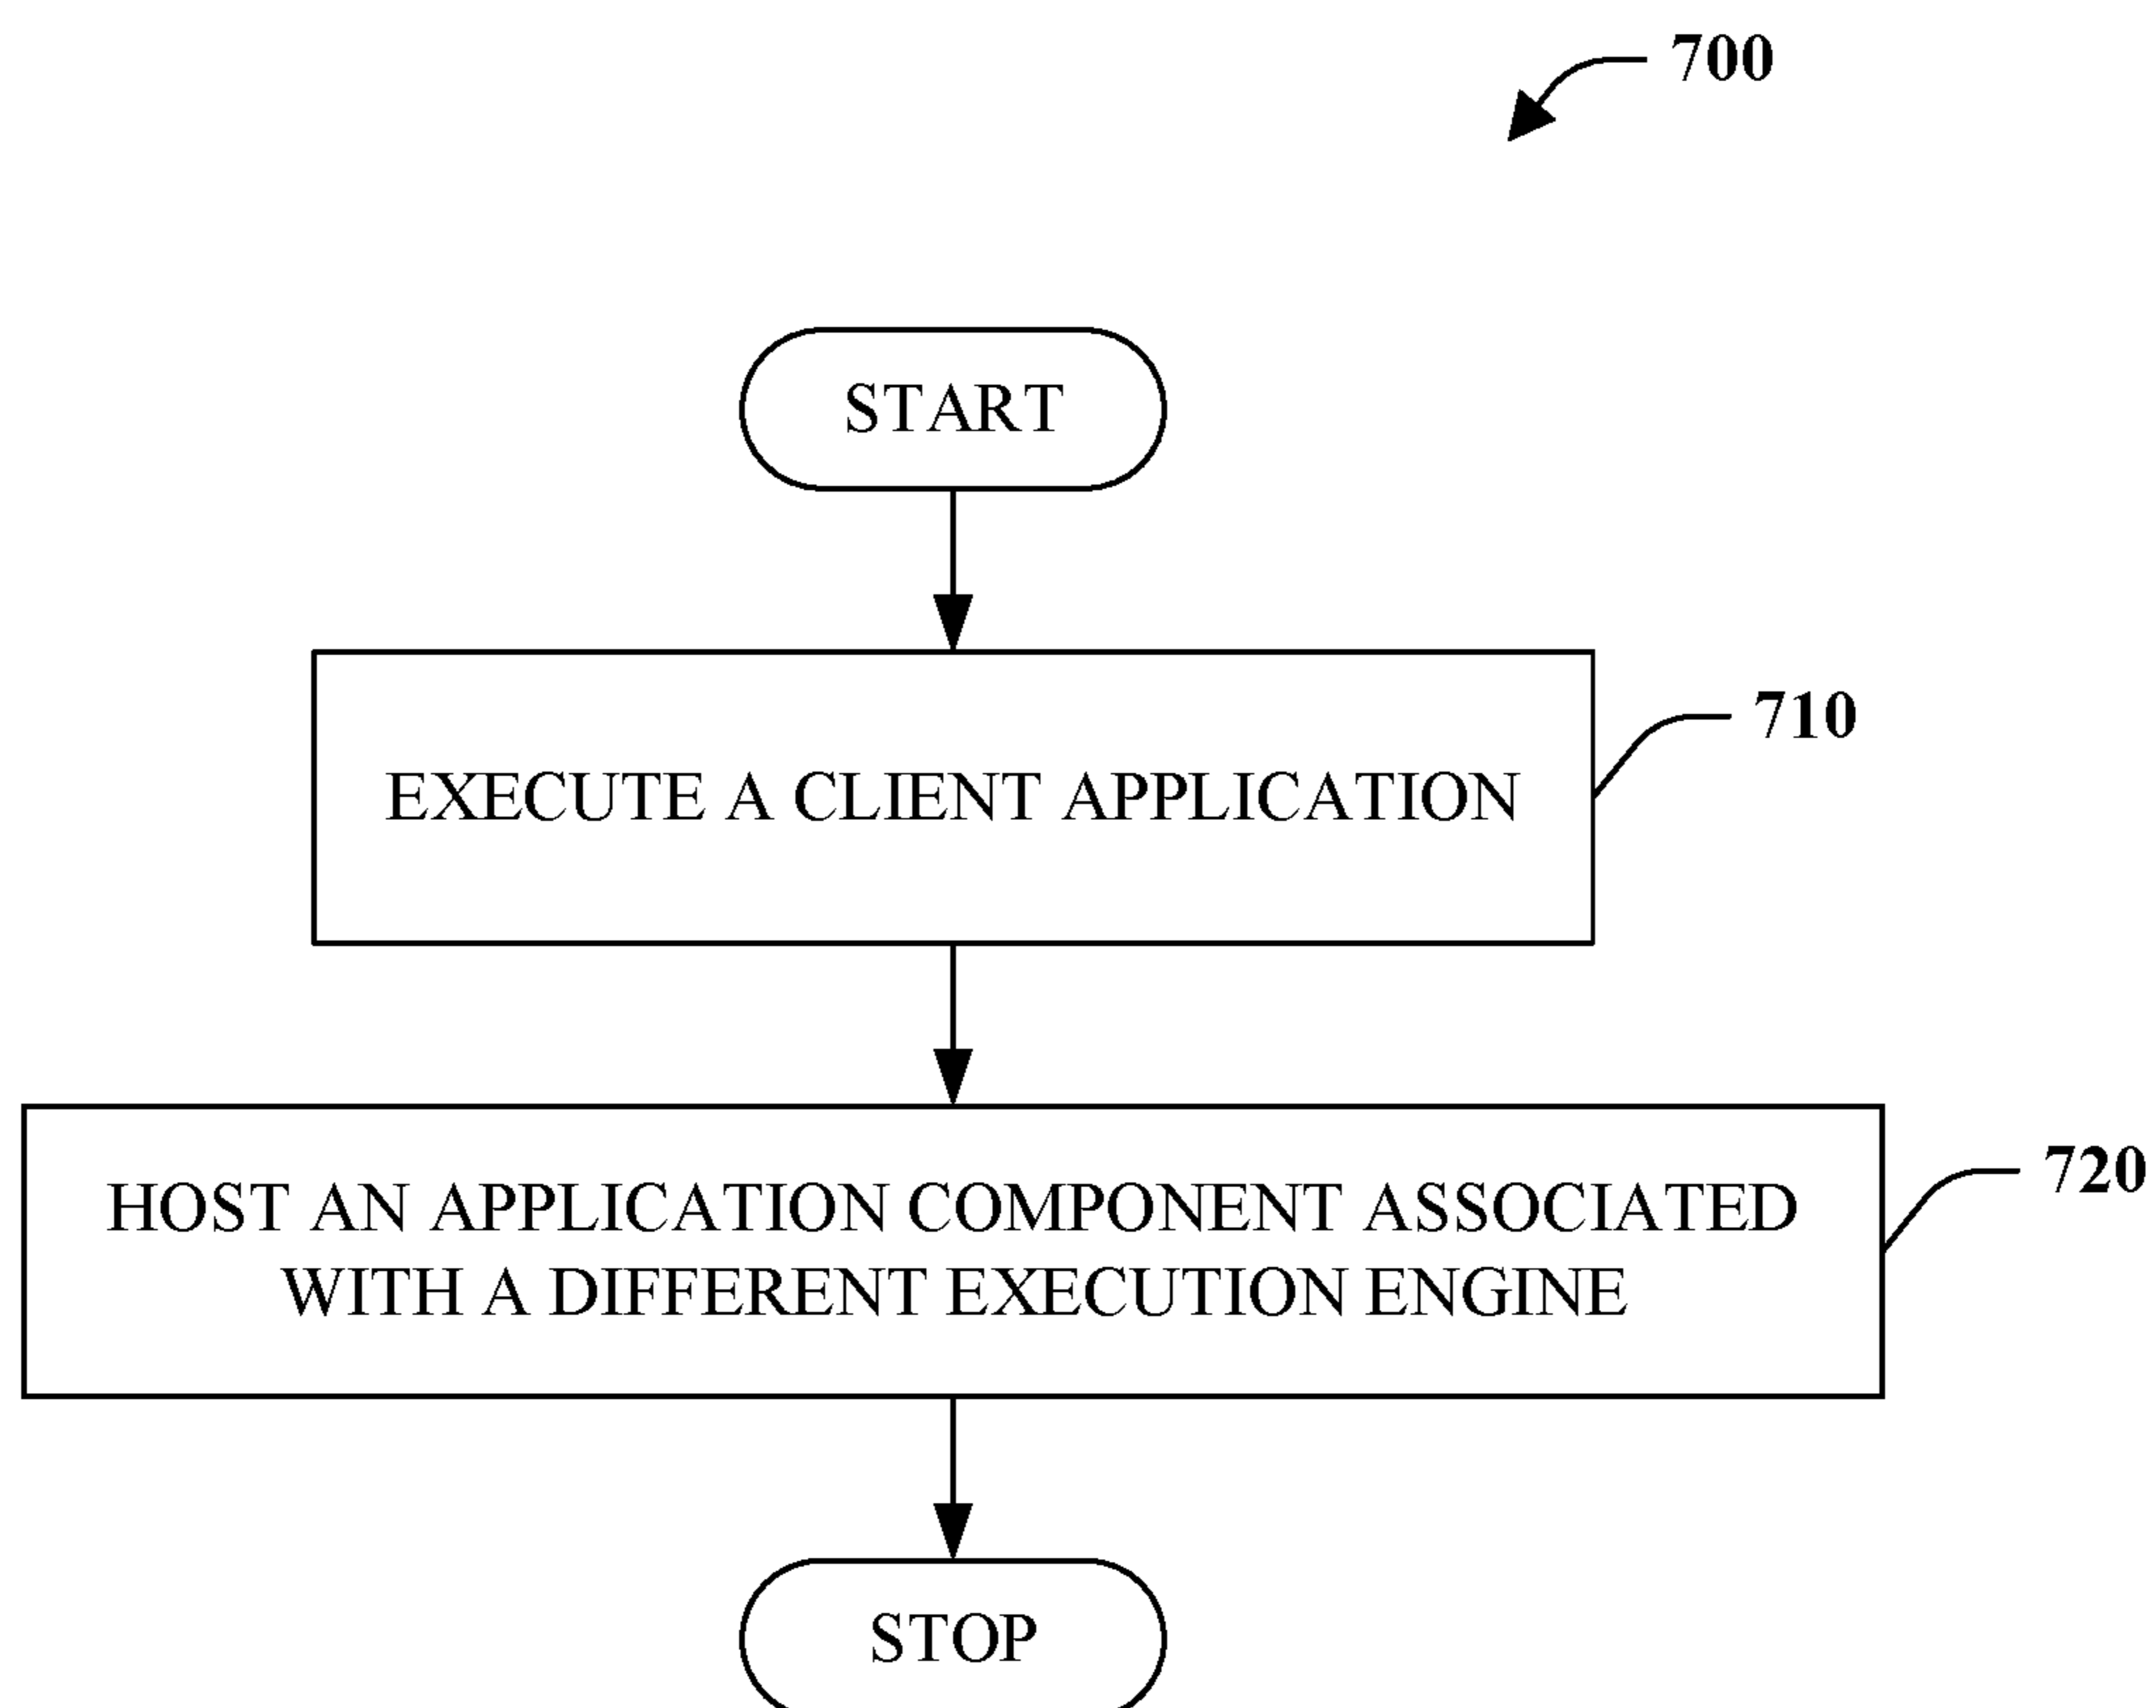 700
START
EXECUTE A CLIENT APPLICATION
710
HOST AN APPLICATION COMPONENT ASSOCIATED
WITH A DIFFERENT EXECUTION ENGINE
720
STOP